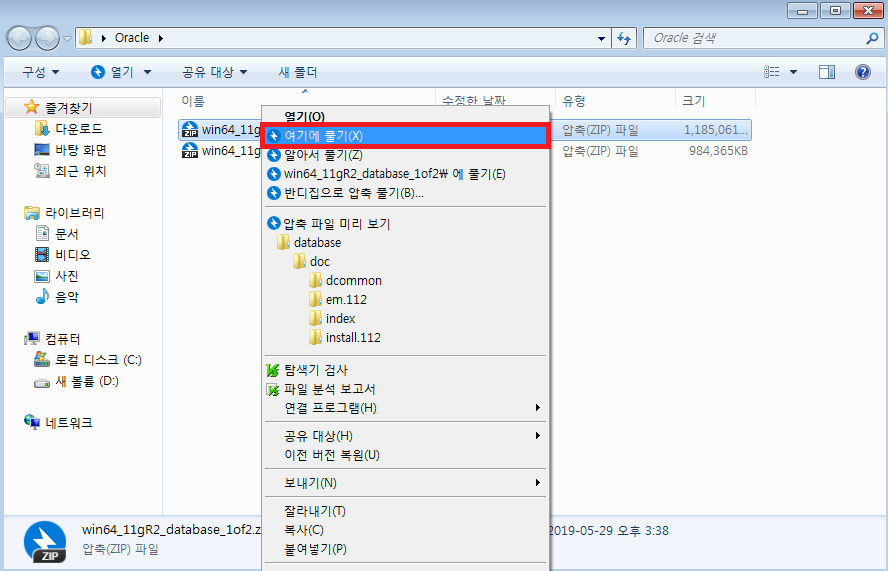 Oracle
Oracle 검색
구성 열기 공유 대상 새 폴더
이름 수정한 날짜 유형 크기
즐겨찾기
다운로드
바탕 화면
최근 위치
라이브러리
문서
비디오
사진
음악
컴퓨터
로컬 디스크 (C:)
새 볼륨 (D:)
네트워크
win64_11g 압축(ZIP) 파일 1,185,061...
win64_11g 압축(ZIP) 파일 984,365KB
열기(O)
여기에 풀기(X)
알아서 풀기(Z)
win64_11gR2_database_1of2₩ 에 풀기(E)
반디집으로 압축 풀기(B)...
압축 파일 미리 보기
database
doc
dcommon
em.112
index
install.112
탐색기 검사
파일 분석 보고서
연결 프로그램(H)
공유 대상(H)
이전 버전 복원(U)
보내기(N)
잘라내기(T)
복사(C)
붙여넣기(P)
win64_11gR2_database_1of2.z
2019-05-29 오후 3:38
압축(ZIP) 파일
ZIP